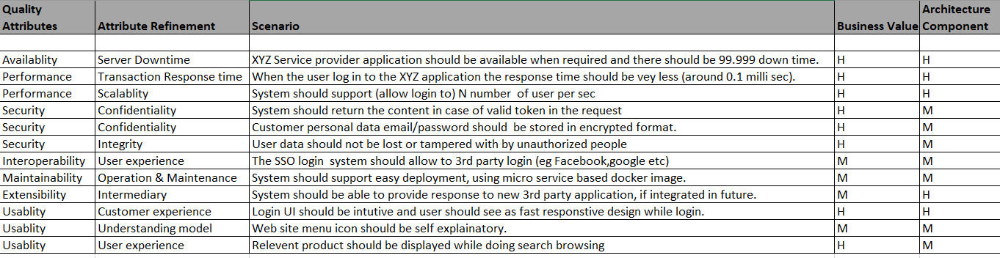 Quality Attributes Attribute Refinement Scenario Business Value Architecture Component
Availablity Server Downtime XYZ Service provider application should be available when required and there should be 99.999 down time. H H
Performance Transaction Response time When the user log in to the XYZ application the response time should be vey less (around 0.1 milli sec). H H
Performance Scalablity System should support (allow login to) N number of user per sec H H
Security Confidentiality System should return the content in case of valid token in the request H M
Security Confidentiality Customer personal data email/password should be stored in encrypted format. H M
Security Integrity User data should not be lost or tampered with by unauthorized people H M
Interoperability User experience The SSO login system should allow to 3rd party login (eg Facebook,google etc) M M
Maintainability Operation & Maintenance System should support easy deployment, using micro service based docker image. M M
Extensibility Intermediary System should be able to provide response to new 3rd party application, if integrated in future. M H
Usablity Customer experience Login UI should be intutive and user should see as fast responstive design while login. H H
Usablity Understanding model Web site menu icon should be self explainatory. M M
Usablity User experience Relevent product should be displayed while doing search browsing H M